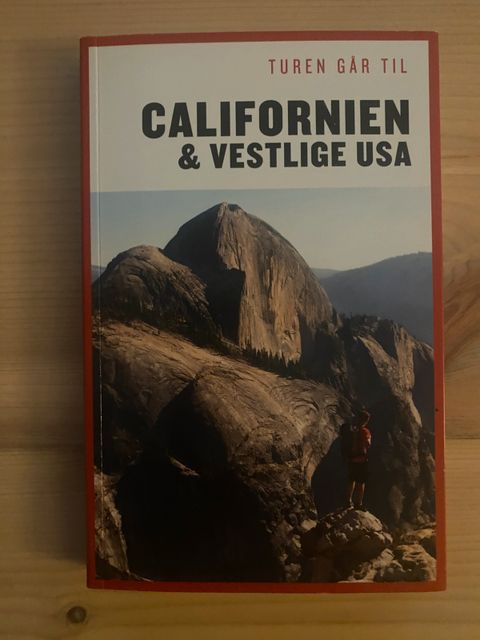 TUREN GÅR TIL
CALIFORNIEN
& VESTLIGE USA